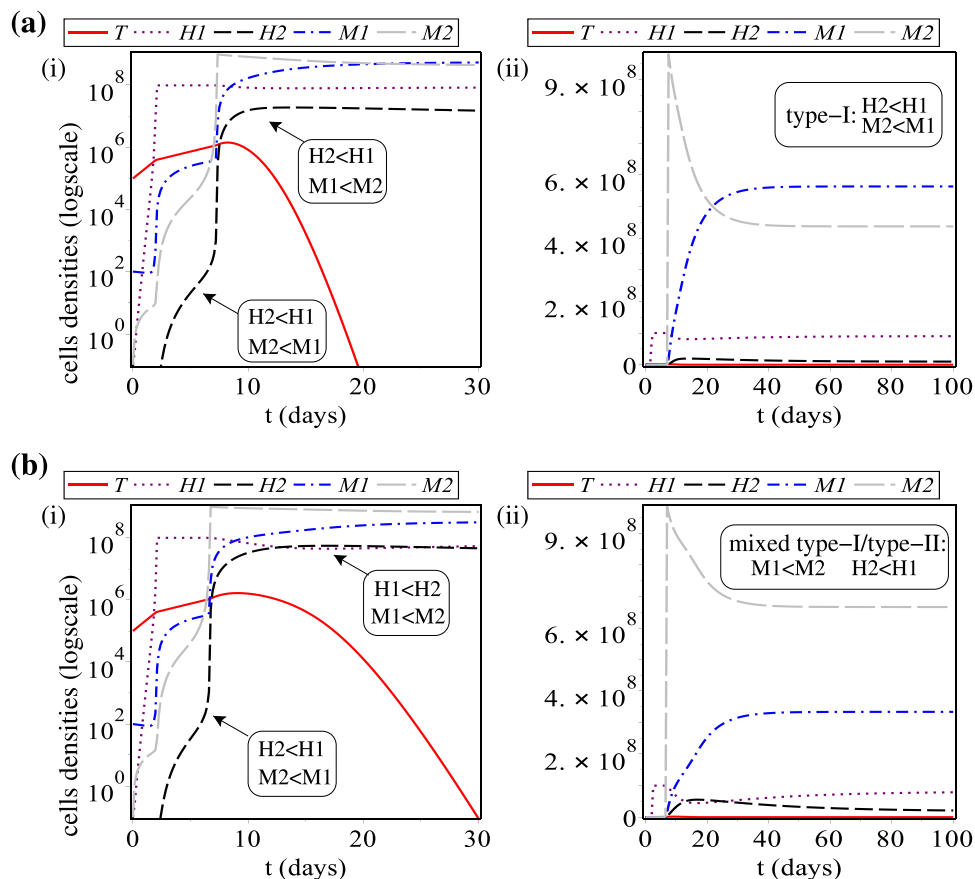 (a)
T H1 H2 M1 M2
(i)
cells densities (logscale)
10^8
10^6
10^4
10^2
10^0
H2<H1
M1<M2
H2<H1
M2<M1
0 10 20 30
t (days)
(ii)
9. × 10^8
6. × 10^8
4. × 10^8
2. × 10^8
0
type-I: H2<H1
M2<M1
0 20 40 60 80 100
t (days)
(b)
T H1 H2 M1 M2
(i)
cells densities (logscale)
10^8
10^6
10^4
10^2
10^0
H1<H2
M1<M2
H2<H1
M2<M1
0 10 20 30
t (days)
T H1 H2 M1 M2
(ii)
9. × 10^8
6. × 10^8
4. × 10^8
2. × 10^8
0
mixed type-I/type-II:
M1<M2 H2<H1
0 20 40 60 80 100
t (days)